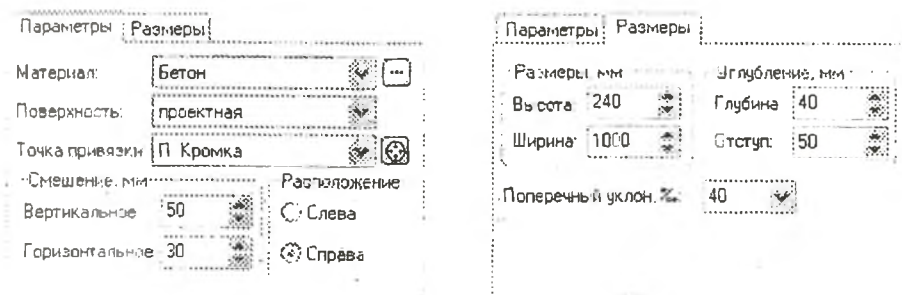 Параметры Размеры
Материал: Бетон ...
Поверхность: проектная
Точка привязки П_Кромка
Смещение, мм Расположение
Вертикальное 50 Слева
Горизонтальное 30 Справа
Параметры Размеры
Размеры, мм Углубление, мм
Высота 240 Глубина 40
Ширина: 1000 Отступ: 50
Поперечный уклон, ‰ 40